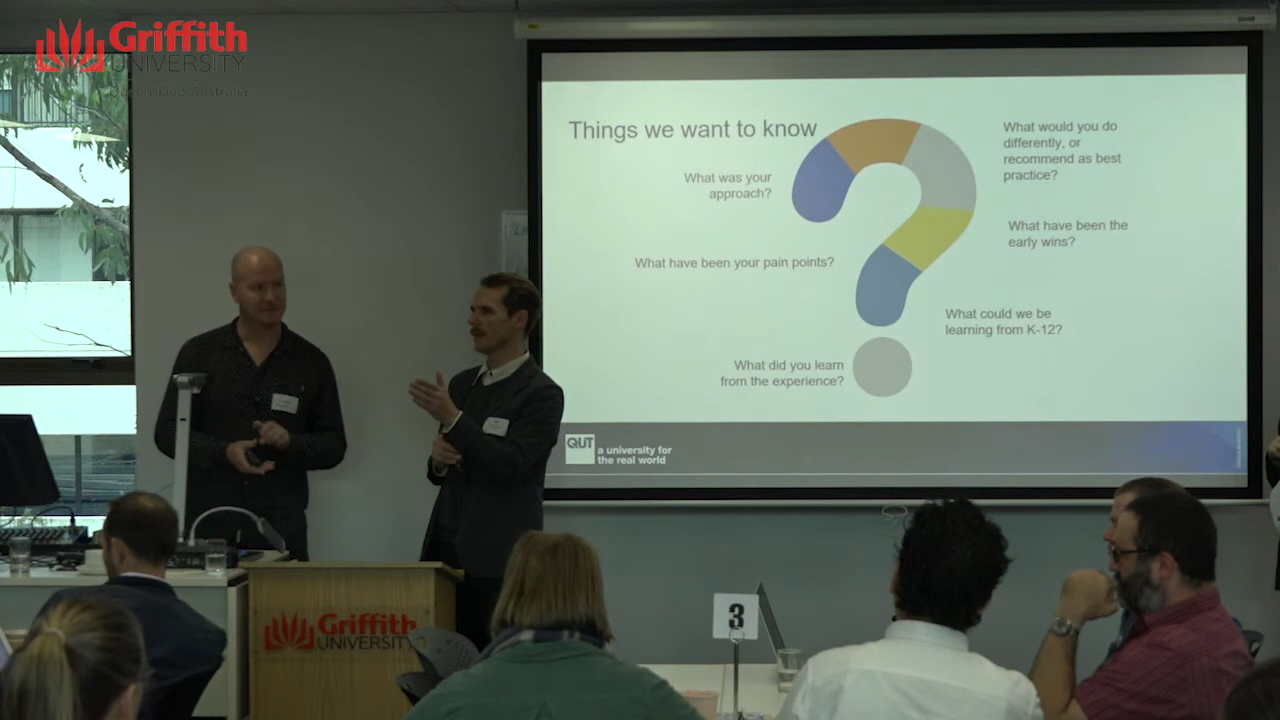 Griffith
UNIVERSITY
Queensland, Australia
Things we want to know
What was your
approach?
What have been your pain points?
What did you learn
from the experience?
What would you do
differently, or
recommend as best
practice?
What have been the
early wins?
What could we be
learning from K-12?
QUT
a university for
the real world
Griffith
UNIVERSITY
3